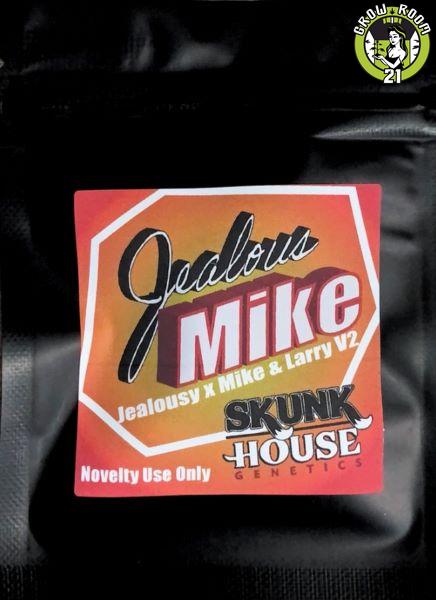 GROW ROOM
21
Jealous
Mike
Jealousy x Mike & Larry V2
SKUNK
HOUSE
GENETICS
Novelty Use Only